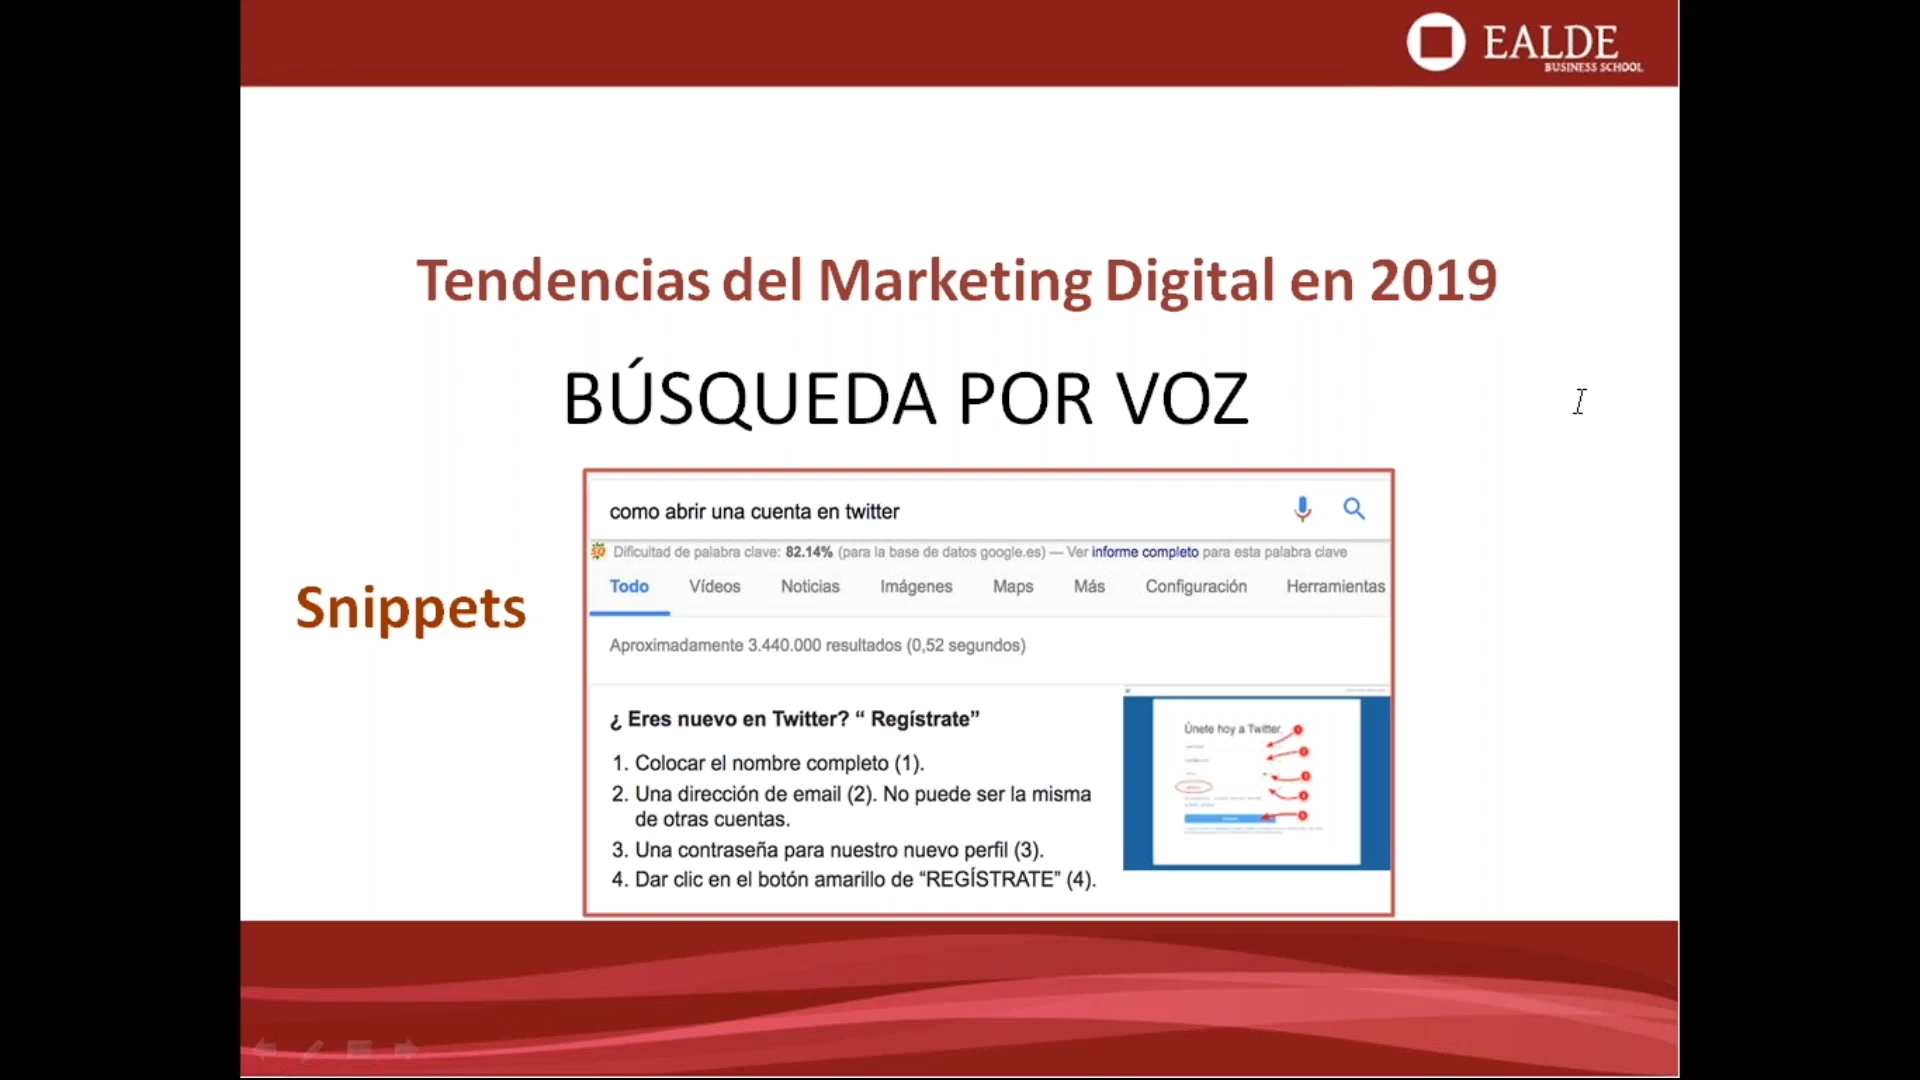 EALDE
BUSINESS SCHOOL
Tendencias del Marketing Digital en 2019
BÚSQUEDA POR VOZ
Snippets
como abrir una cuenta en twitter
SQ Dificultad de palabra clave: 82.14% (para la base de datos google.es) — Ver informe completo para esta palabra clave
Todo Vídeos Noticias Imágenes Maps Más Configuración Herramientas
Aproximadamente 3.440.000 resultados (0,52 segundos)
¿ Eres nuevo en Twitter? “ Regístrate”
1. Colocar el nombre completo (1).
2. Una dirección de email (2). No puede ser la misma
de otras cuentas.
3. Una contraseña para nuestro nuevo perfil (3).
4. Dar clic en el botón amarillo de “REGÍSTRATE” (4).
Únete hoy a Twitter.